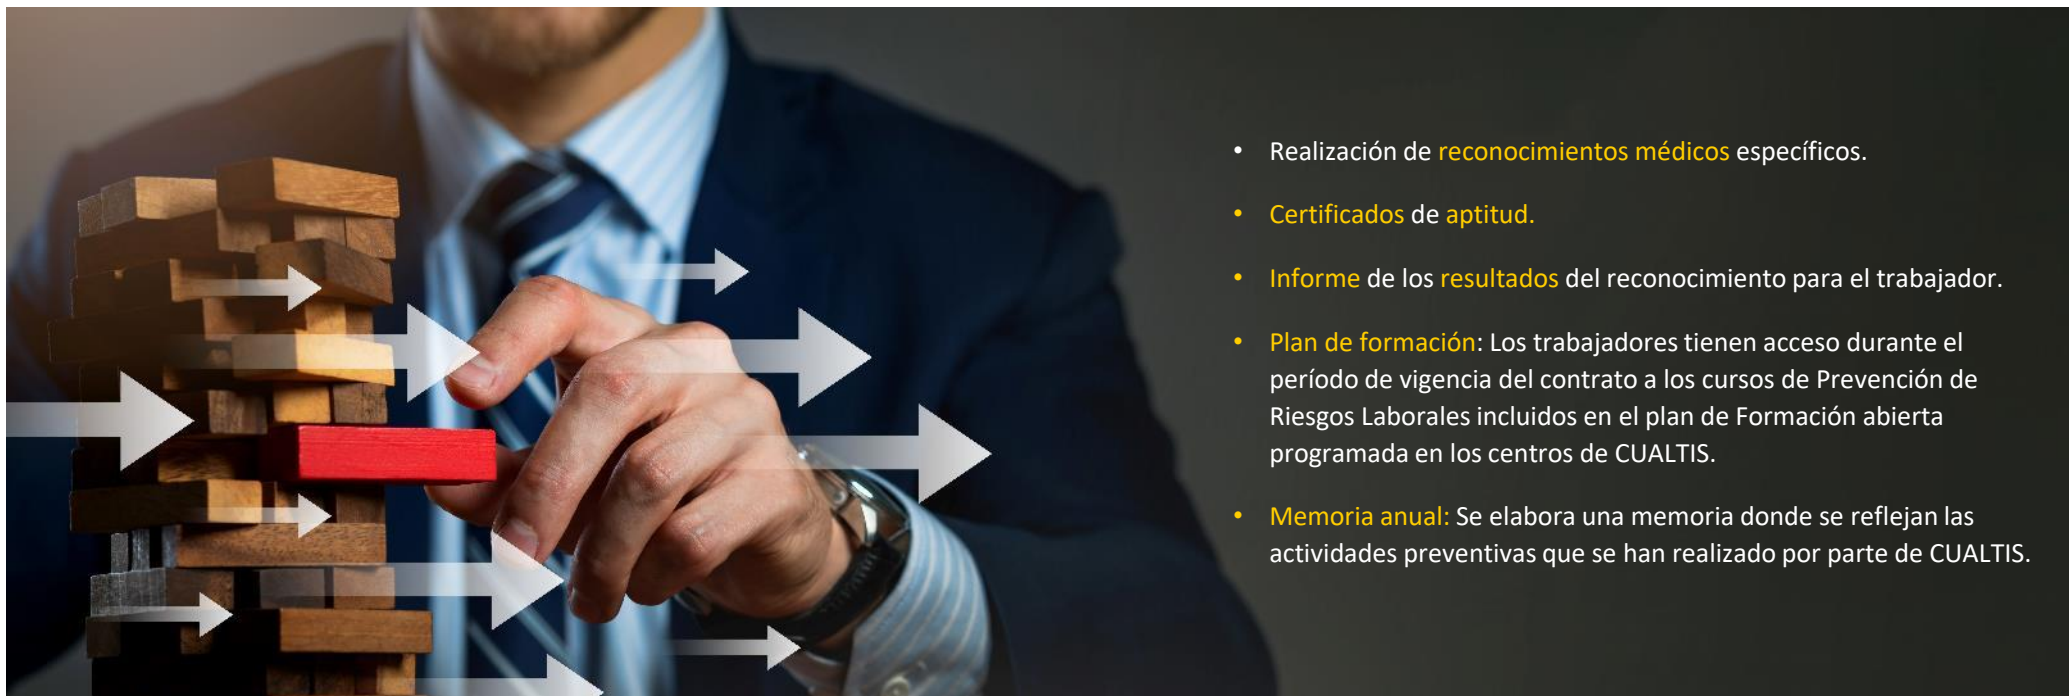 • Realización de reconocimientos médicos específicos.
• Certificados de aptitud.
• Informe de los resultados del reconocimiento para el trabajador.
• Plan de formación: Los trabajadores tienen acceso durante el
período de vigencia del contrato a los cursos de Prevención de
Riesgos Laborales incluidos en el plan de Formación abierta
programada en los centros de CUALTIS.
• Memoria anual: Se elabora una memoria donde se reflejan las
actividades preventivas que se han realizado por parte de CUALTIS.